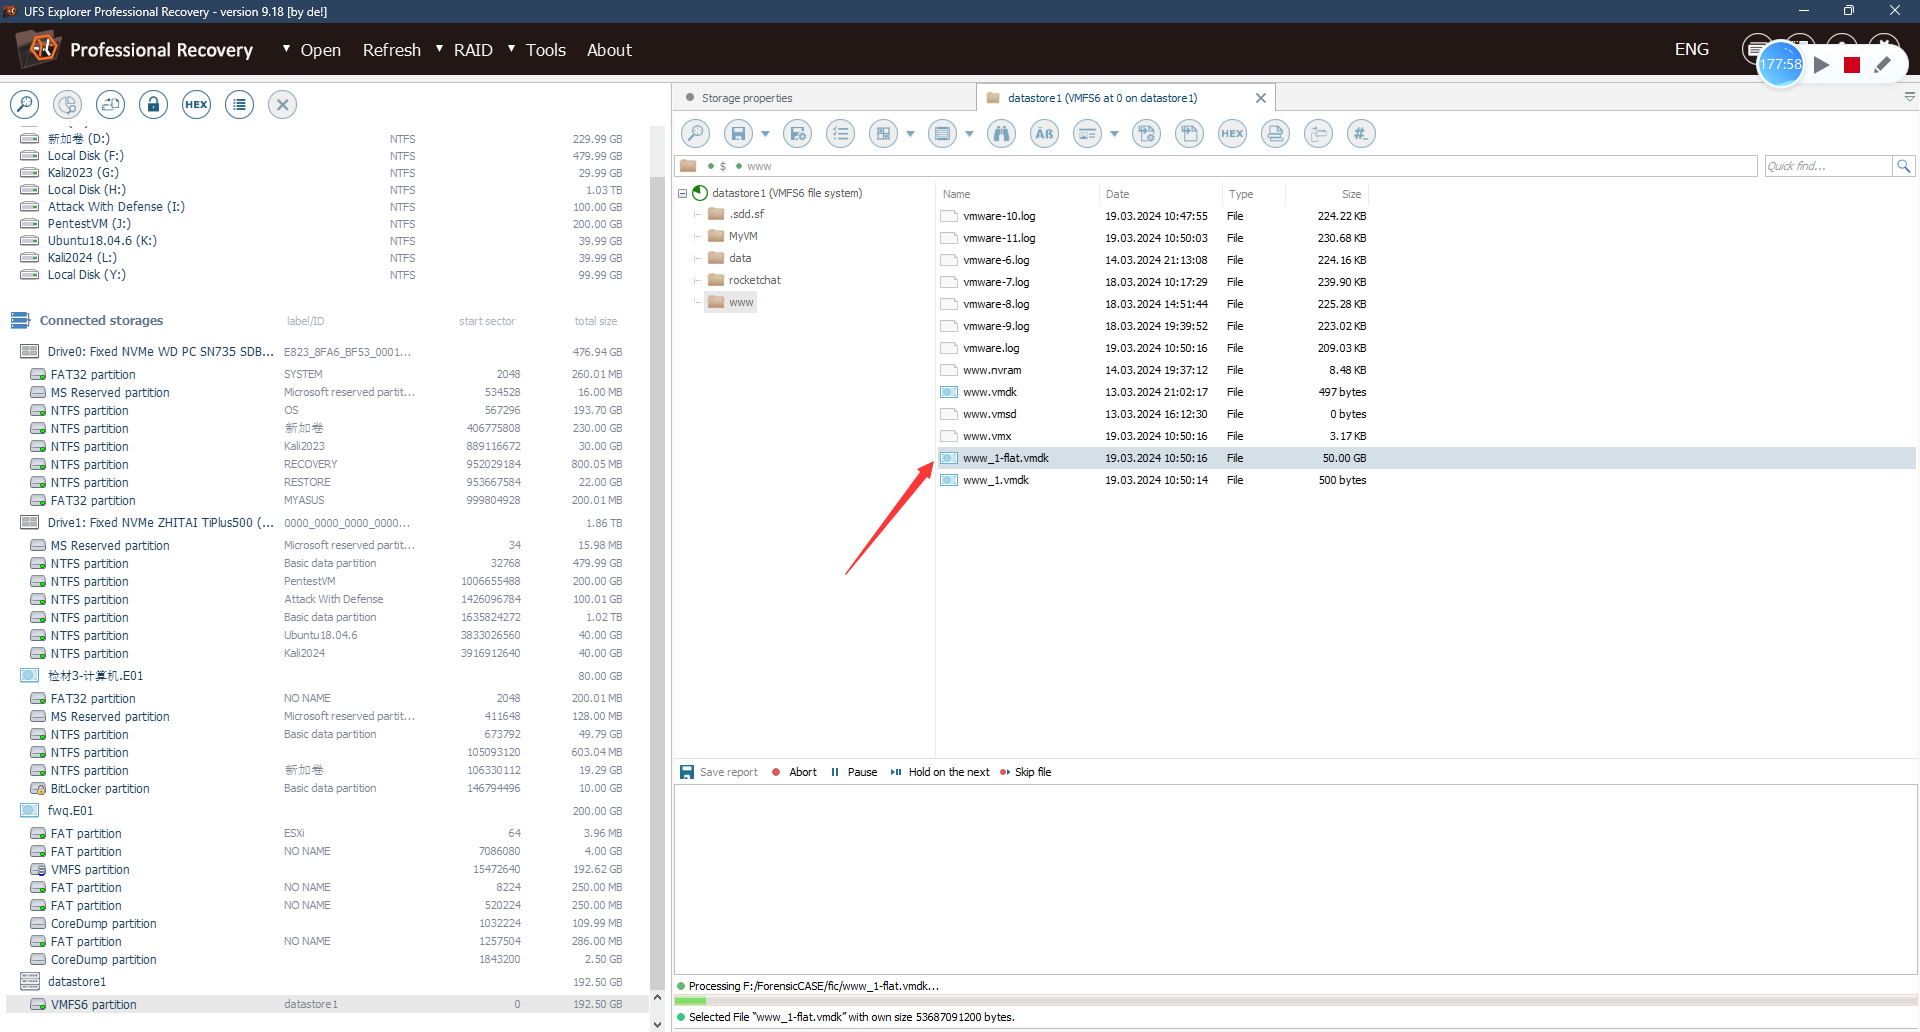 UFS Explorer Professional Recovery - version 9.18 [by de!]
Professional Recovery
Open
Refresh
RAID
Tools
About
ENG
177:58
HEX
新加卷 (D:) NTFS 229.99 GB
Local Disk (F:) NTFS 479.99 GB
Kali2023 (G:) NTFS 29.99 GB
Local Disk (H:) NTFS 1.03 TB
Attack With Defense (I:) NTFS 100.00 GB
PentestVM (J:) NTFS 200.00 GB
Ubuntu18.04.6 (K:) NTFS 39.99 GB
Kali2024 (L:) NTFS 39.99 GB
Local Disk (Y:) NTFS 99.99 GB
Connected storages label/ID start sector total size
Drive0: Fixed NVMe WD PC SN735 SDB... E823_8FA6_BF53_0001... 476.94 GB
FAT32 partition SYSTEM 2048 260.01 MB
MS Reserved partition Microsoft reserved partit... 534528 16.00 MB
NTFS partition OS 567296 193.70 GB
NTFS partition 新加卷 406775808 230.00 GB
NTFS partition Kali2023 889116672 30.00 GB
NTFS partition RECOVERY 952029184 800.05 MB
NTFS partition RESTORE 953667584 22.00 GB
FAT32 partition MYASUS 999804928 200.01 MB
Drive1: Fixed NVMe ZHITAI TiPlus500 (... 0000_0000_0000_0000... 1.86 TB
MS Reserved partition Microsoft reserved partit... 34 15.98 MB
NTFS partition Basic data partition 32768 479.99 GB
NTFS partition PentestVM 1006655488 200.00 GB
NTFS partition Attack With Defense 1426096784 100.01 GB
NTFS partition Basic data partition 1635824272 1.02 TB
NTFS partition Ubuntu18.04.6 3833026560 40.00 GB
NTFS partition Kali2024 3916912640 40.00 GB
检材3-计算机.E01 80.00 GB
FAT32 partition NO NAME 2048 200.01 MB
MS Reserved partition Microsoft reserved partit... 411648 128.00 MB
NTFS partition Basic data partition 673792 49.79 GB
NTFS partition 105093120 603.04 MB
NTFS partition 新加卷 106330112 19.29 GB
BitLocker partition Basic data partition 146794496 10.00 GB
fwq.E01 200.00 GB
FAT partition ESXi 64 3.96 MB
FAT partition NO NAME 7086080 4.00 GB
VMFS partition 15472640 192.62 GB
FAT partition NO NAME 8224 250.00 MB
FAT partition NO NAME 520224 250.00 MB
CoreDump partition 1032224 109.99 MB
FAT partition NO NAME 1257504 286.00 MB
CoreDump partition 1843200 2.50 GB
datastore1 192.50 GB
VMFS6 partition datastore1 0 192.50 GB
Storage properties
datastore1 (VMFS6 at 0 on datastore1)
Äß
HEX
#_
$ www
Quick find...
datastore1 (VMFS6 file system)
.sdd.sf
MyVM
data
rocketchat
www
Name Date Type Size
vmware-10.log 19.03.2024 10:47:55 File 224.22 KB
vmware-11.log 19.03.2024 10:50:03 File 230.68 KB
vmware-6.log 14.03.2024 21:13:08 File 224.16 KB
vmware-7.log 18.03.2024 10:17:29 File 239.90 KB
vmware-8.log 18.03.2024 14:51:44 File 225.28 KB
vmware-9.log 18.03.2024 19:39:52 File 223.02 KB
vmware.log 19.03.2024 10:50:16 File 209.03 KB
www.nvram 14.03.2024 19:37:12 File 8.48 KB
www.vmdk 13.03.2024 21:02:17 File 497 bytes
www.vmsd 13.03.2024 16:12:30 File 0 bytes
www.vmx 19.03.2024 10:50:16 File 3.17 KB
www_1-flat.vmdk 19.03.2024 10:50:16 File 50.00 GB
www_1.vmdk 19.03.2024 10:50:14 File 500 bytes
Save report Abort Pause Hold on the next Skip file
Processing F:/ForensicCASE/fic/www_1-flat.vmdk...
Selected File "www_1-flat.vmdk" with own size 53687091200 bytes.